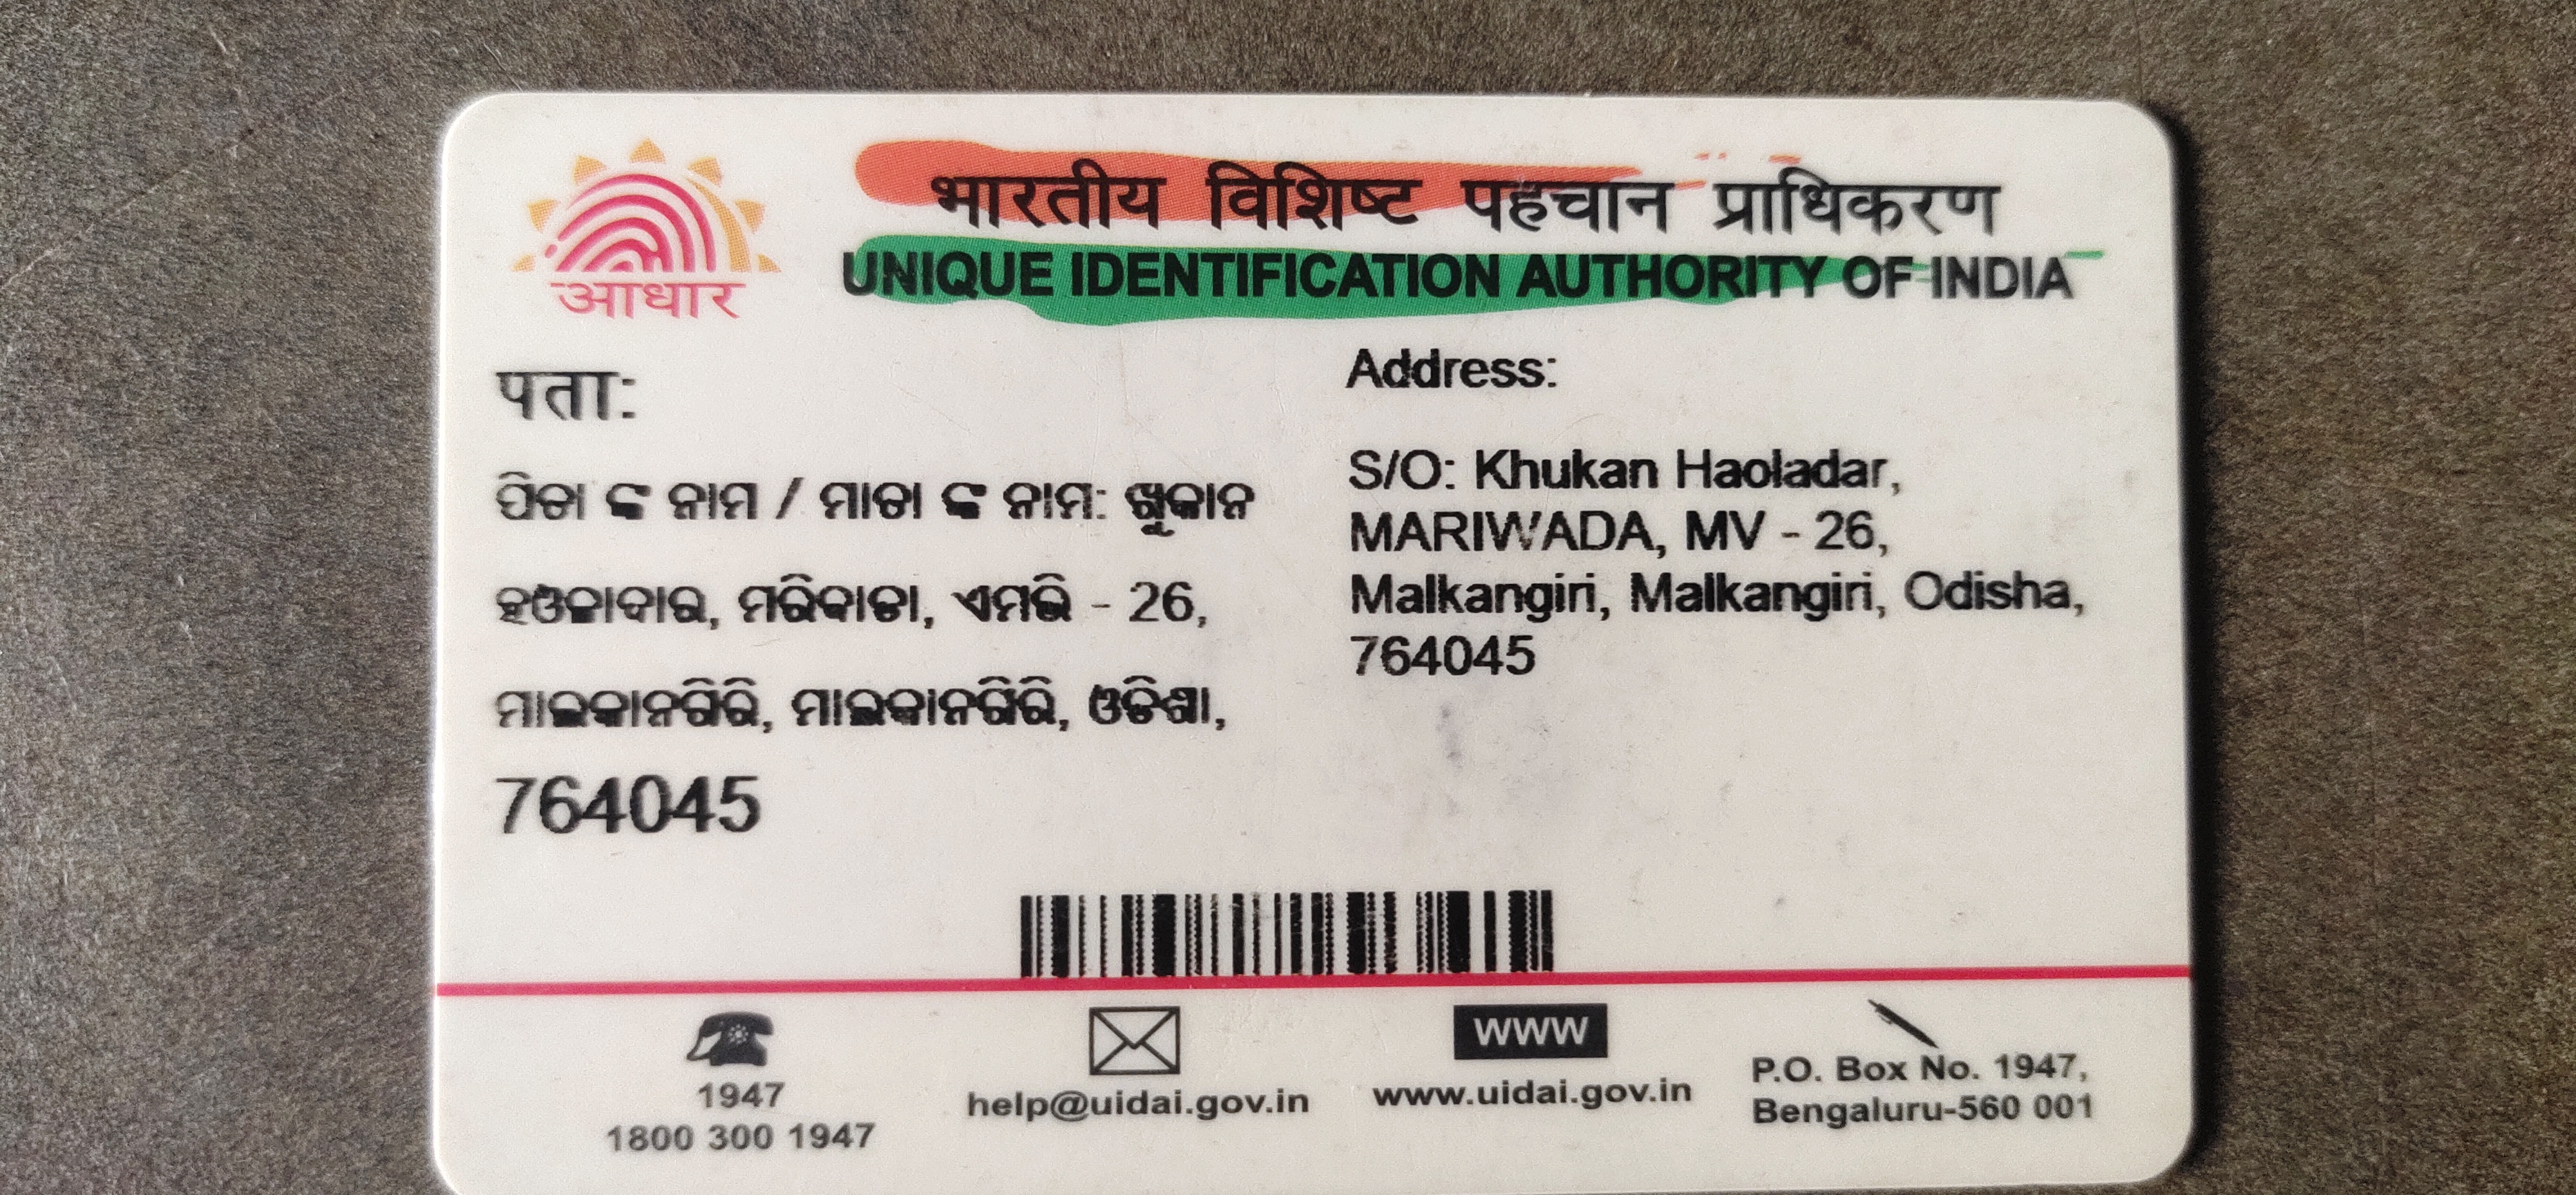 आधार
भारतीय विशिष्ट पहचान प्राधिकरण
UNIQUE IDENTIFICATION AUTHORITY OF INDIA
पता:
ପିତା ଙ୍କ ନାମ / ମାତା ଙ୍କ ନାମ: ଖୁକାନ
ହଓଲାଦାର, ମରିବାଡା, ଏମଭି - 26,
ମାଲକାନଗିରି, ମାଲକାନଗିରି, ଓଡିଶା,
764045
Address:
S/O: Khukan Haoladar,
MARIWADA, MV - 26,
Malkangiri, Malkangiri, Odisha,
764045
1947
1800 300 1947
help@uidai.gov.in
WWW
www.uidai.gov.in
P.O. Box No. 1947,
Bengaluru-560 001